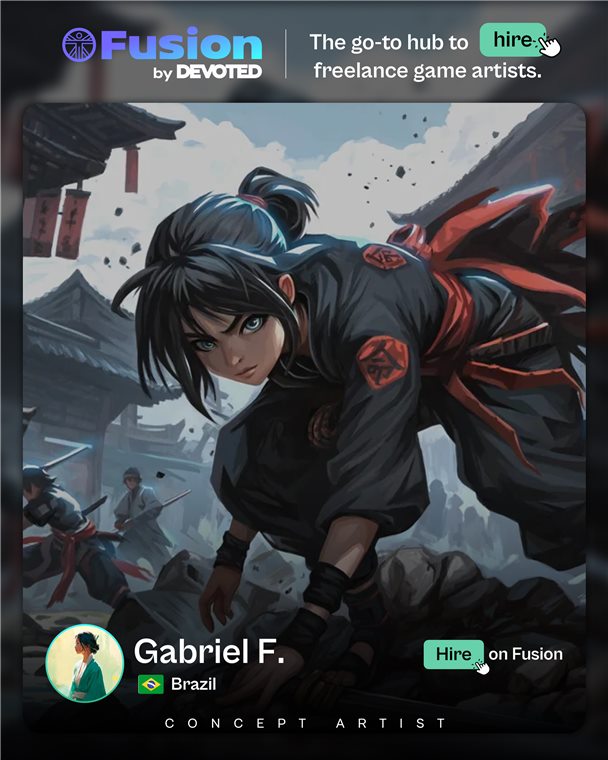 Fusion
by DEVOTED
The go-to hub to hire
freelance game artists.
Gabriel F.
Brazil
Hire on Fusion
CONCEPT ARTIST